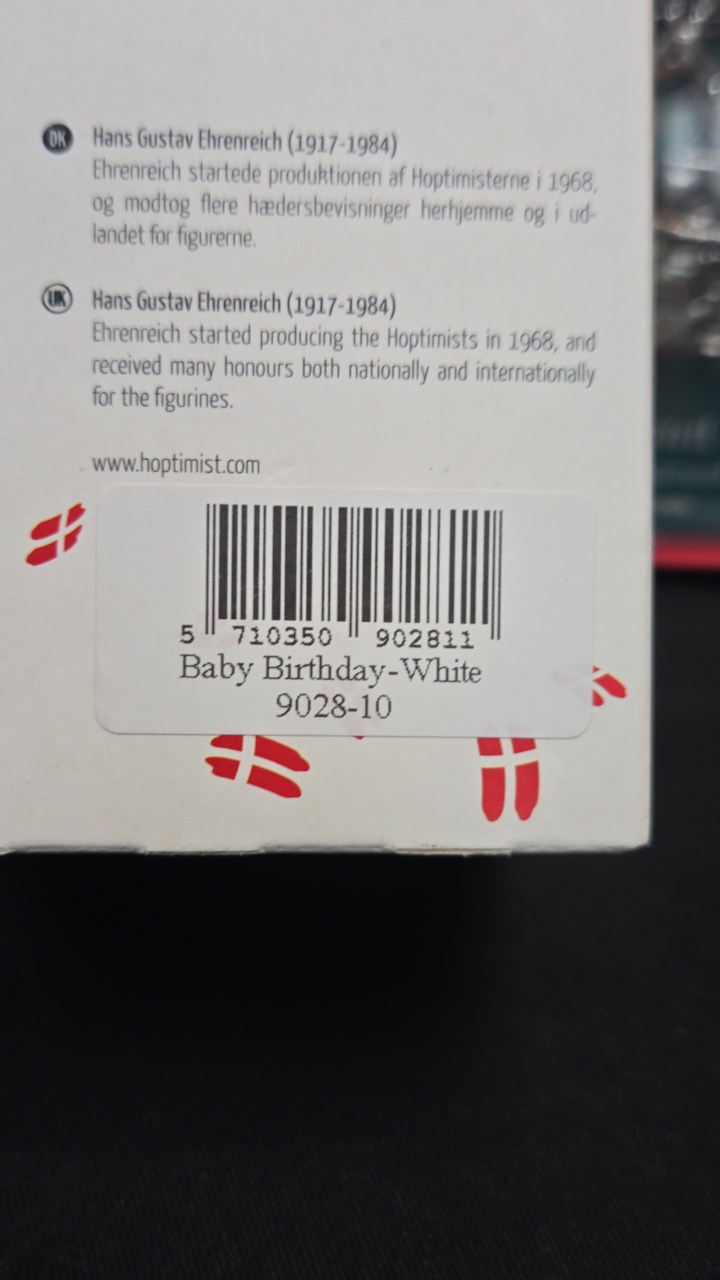 DK Hans Gustav Ehrenreich (1917-1984)
Ehrenreich startede produktionen af Hoptimisterne i 1968,
og modtog flere hædersbevisninger herhjemme og i ud-
landet for figurerne.
UK Hans Gustav Ehrenreich (1917-1984)
Ehrenreich started producing the Hoptimists in 1968, and
received many honours both nationally and internationally
for the figurines.
www.hoptimist.com
5 710350 902811
Baby Birthday-White
9028-10